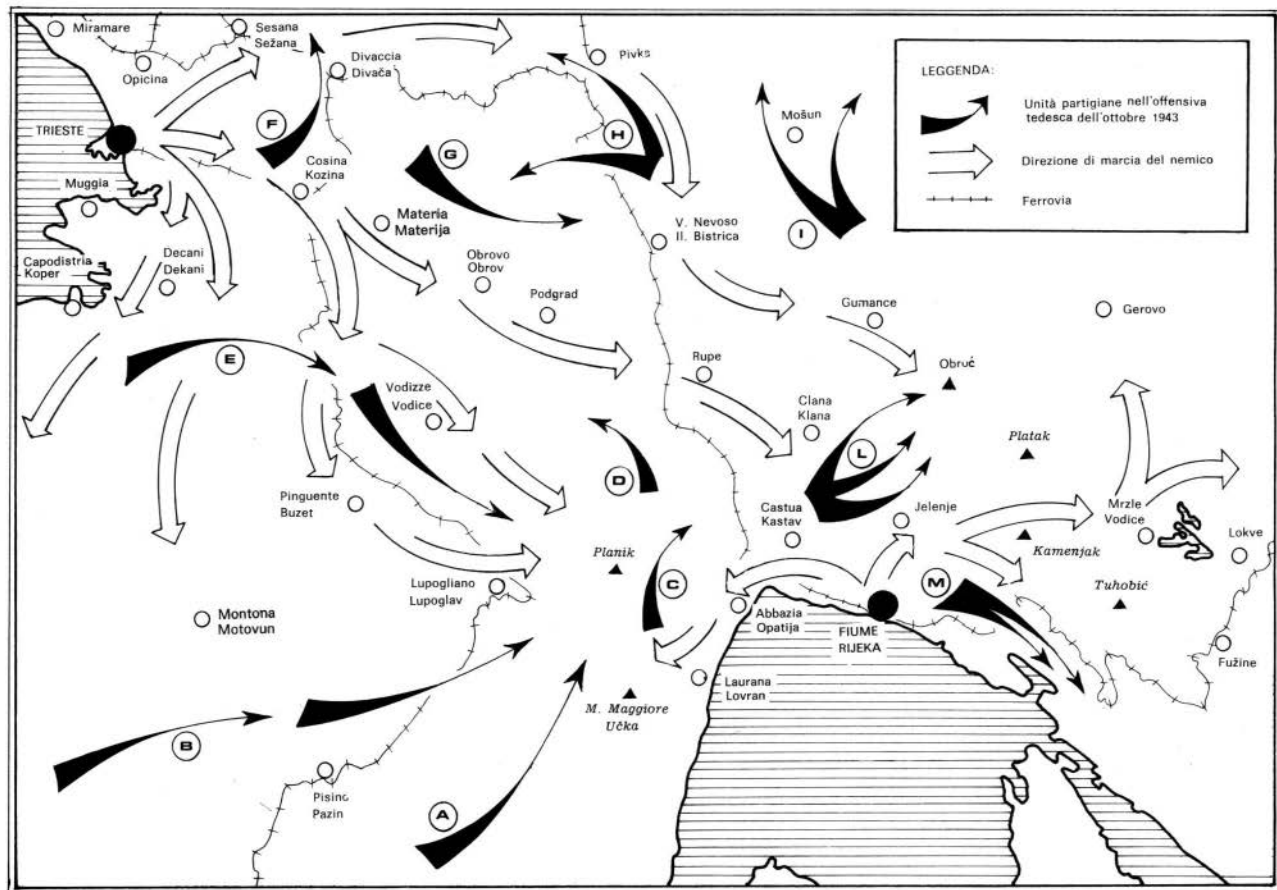 Miramare
Sesana
Sežana
Opicina
Divaccia
Divača
Pivka
TRIESTE
F
H
G
Cosina
Kozina
Mošun
Muggia
Materia
Materija
V. Nevoso
Il. Bistrica
I
Capodistria
Koper
Decani
Dekani
Obrovo
Obrov
Podgrad
Gumance
Gerovo
E
Rupe
Obruč
Vodizze
Vodice
Clana
Klana
Platak
L
D
Pinguente
Buzet
Castua
Kastav
Jelenje
Mrzle
Vodice
Lokve
Planik
Kamenjak
Lupogliano
Lupoglav
C
M
Tuhobić
Montona
Motovun
Abbazia
Opatija
FIUME
RIJEKA
Fužine
Laurana
Lovran
M. Maggiore
Učka
B
Pisino
Pazin
A
LEGGENDA:
Unità partigiane nell'offensiva
tedesca dell'ottobre 1943
Direzione di marcia del nemico
Ferrovia